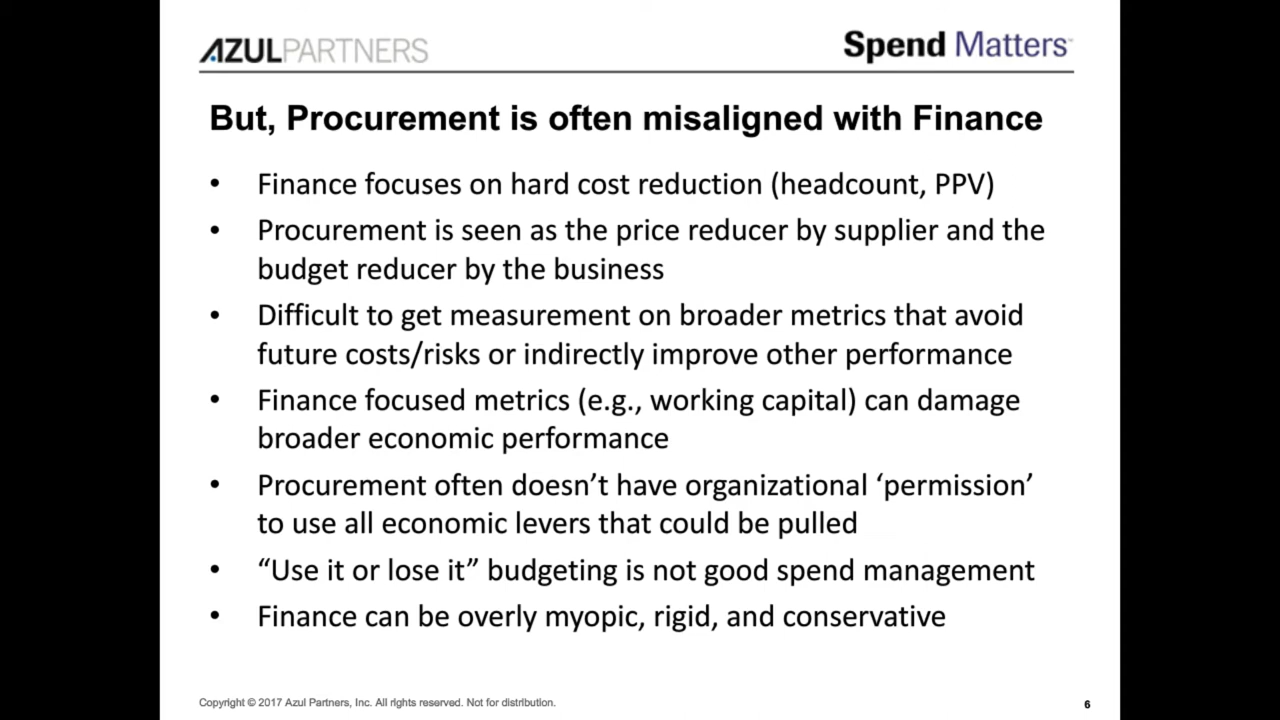 AZULPARTNERS
Spend Matters™
But, Procurement is often misaligned with Finance
• Finance focuses on hard cost reduction (headcount, PPV)
• Procurement is seen as the price reducer by supplier and the
budget reducer by the business
• Difficult to get measurement on broader metrics that avoid
future costs/risks or indirectly improve other performance
• Finance focused metrics (e.g., working capital) can damage
broader economic performance
• Procurement often doesn’t have organizational ‘permission’
to use all economic levers that could be pulled
• “Use it or lose it” budgeting is not good spend management
• Finance can be overly myopic, rigid, and conservative
Copyright © 2017 Azul Partners, Inc. All rights reserved. Not for distribution.
6